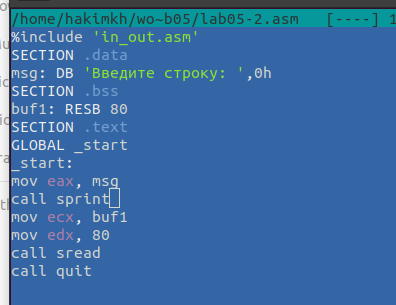 /home/hakimkh/wo~b05/lab05-2.asm [----] 1
%include 'in_out.asm'
SECTION .data
msg: DB 'Введите строку: ',0h
SECTION .bss
buf1: RESB 80
SECTION .text
GLOBAL _start
_start:
mov eax, msg
call sprint
mov ecx, buf1
mov edx, 80
call sread
call quit